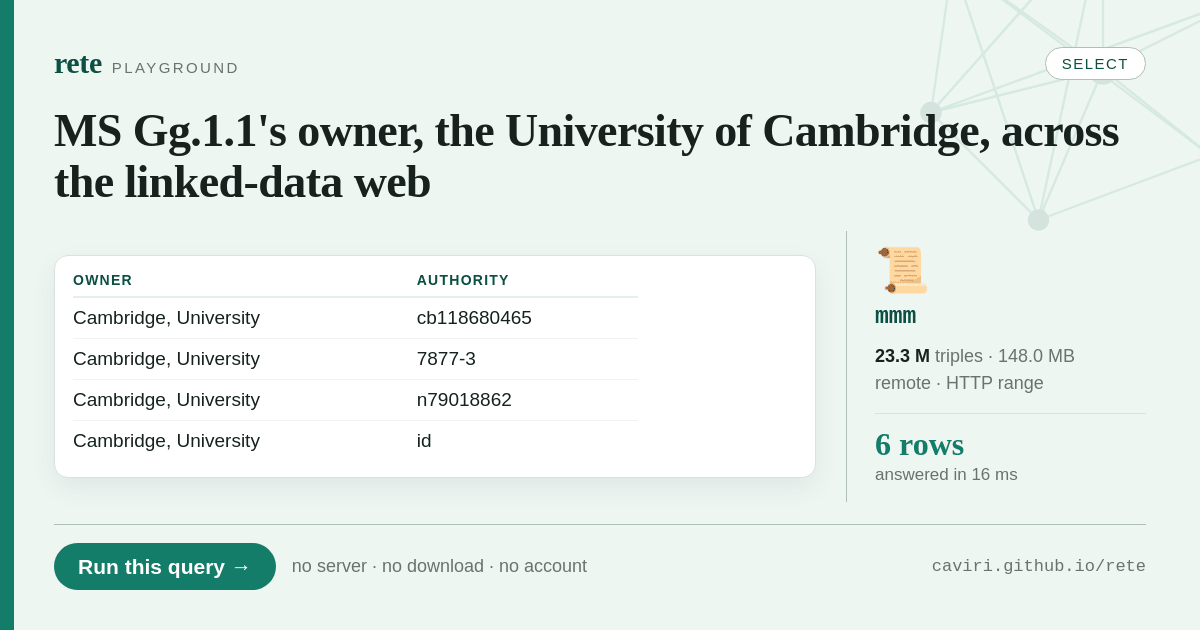 rete PLAYGROUND
SELECT
MS Gg.1.1's owner, the University of Cambridge, across
the linked-data web
OWNER AUTHORITY
Cambridge, University cb118680465
Cambridge, University 7877-3
Cambridge, University n79018862
Cambridge, University id
mmm
23.3 M triples · 148.0 MB
remote · HTTP range
6 rows
answered in 16 ms
Run this query →
no server · no download · no account
caviri.github.io/rete